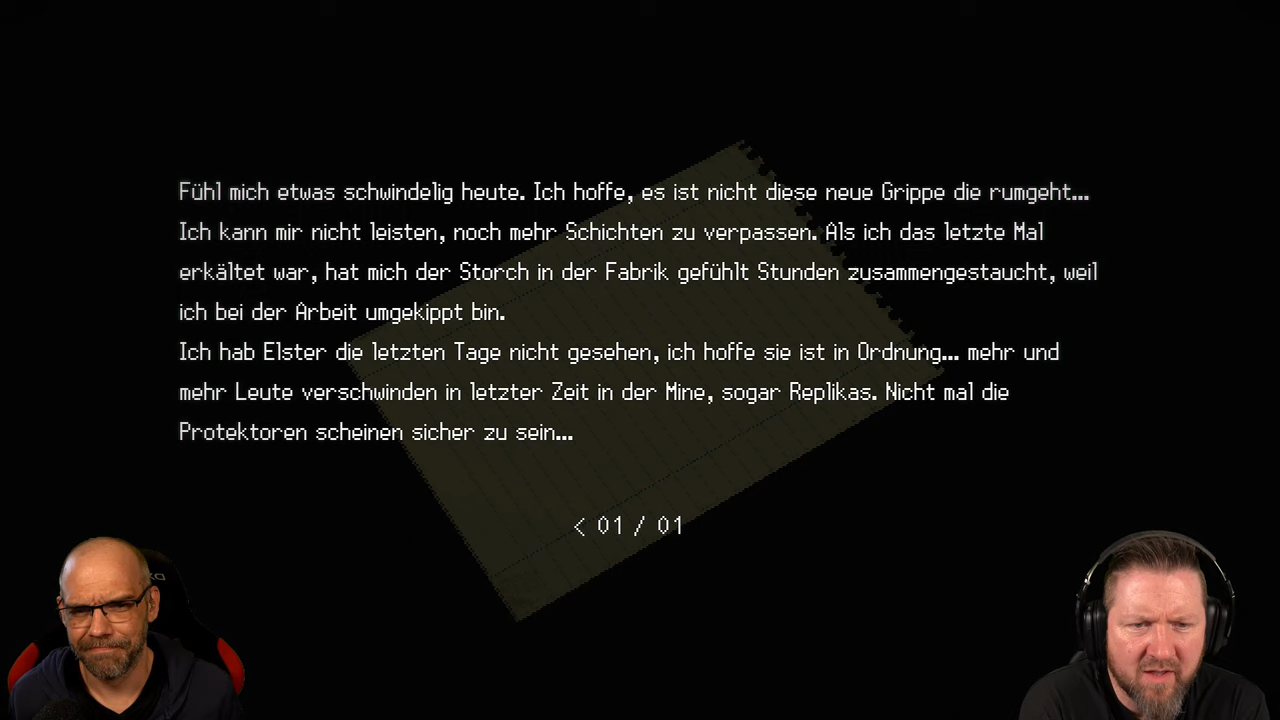 Fühl mich etwas schwindelig heute. Ich hoffe, es ist nicht diese neue Grippe die rumgeht...
Ich kann mir nicht leisten, noch mehr Schichten zu verpassen. Als ich das letzte Mal
erkältet war, hat mich der Storch in der Fabrik gefühlt Stunden zusammengestaucht, weil
ich bei der Arbeit umgekippt bin.
Ich hab Elster die letzten Tage nicht gesehen, ich hoffe sie ist in Ordnung... mehr und
mehr Leute verschwinden in letzter Zeit in der Mine, sogar Replikas. Nicht mal die
Protektoren scheinen sicher zu sein...
< 01 / 01